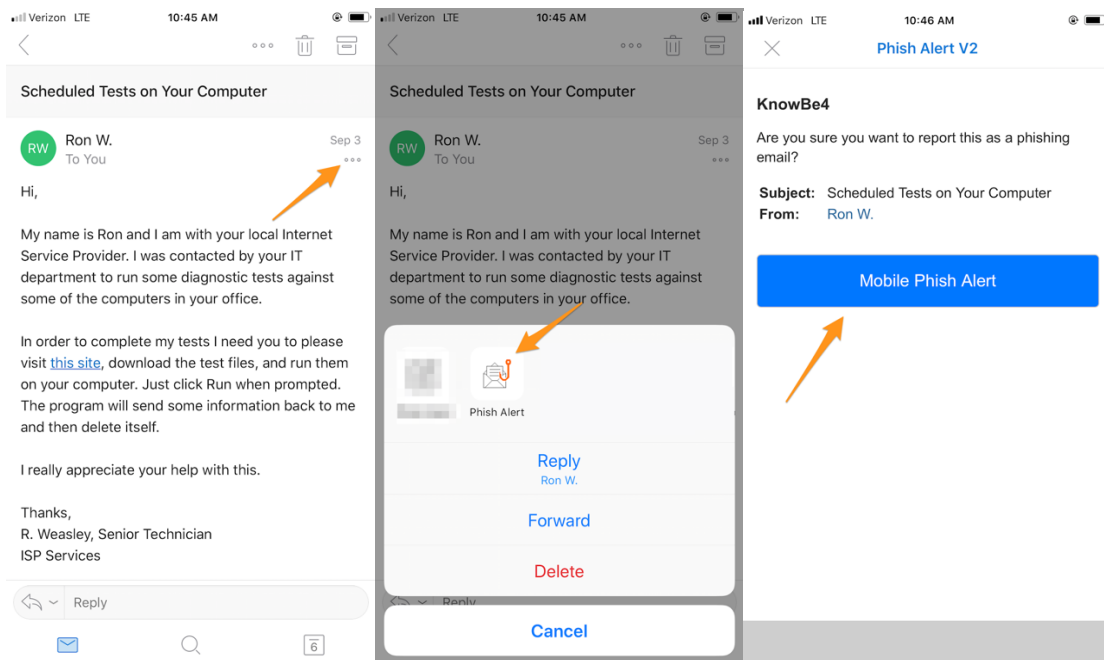 Verizon LTE
10:45 AM
Scheduled Tests on Your Computer
RW
Ron W.
Sep 3
To You
Hi,
My name is Ron and I am with your local Internet
Service Provider. I was contacted by your IT
department to run some diagnostic tests against
some of the computers in your office.
In order to complete my tests I need you to please
visit this site, download the test files, and run them
on your computer. Just click Run when prompted.
The program will send some information back to me
and then delete itself.
I really appreciate your help with this.
Thanks,
R. Weasley, Senior Technician
ISP Services
Reply
6
Verizon LTE
10:45 AM
Scheduled Tests on Your Computer
RW
Ron W.
Sep 3
To You
Hi,
My name is Ron and I am with your local Internet
Service Provider. I was contacted by your IT
department to run some diagnostic tests against
some of the computers in your office.
Phish Alert
Reply
Ron W.
Forward
Delete
Reply
Cancel
Verizon LTE
10:46 AM
Phish Alert V2
KnowBe4
Are you sure you want to report this as a phishing
email?
Subject: Scheduled Tests on Your Computer
From: Ron W.
Mobile Phish Alert